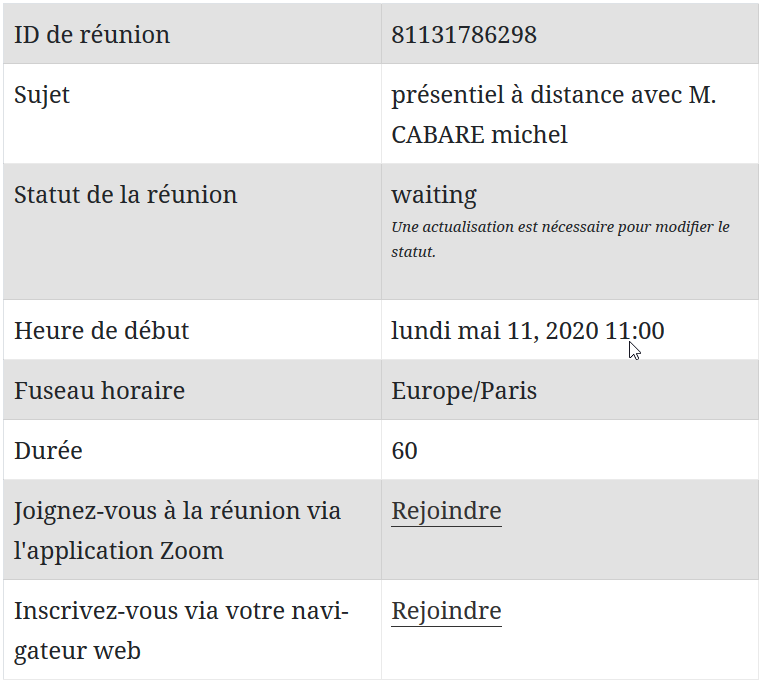 ID de réunion 81131786298
Sujet présentiel à distance avec M.
CABARE michel
Statut de la réunion waiting
Une actualisation est nécessaire pour modifier le
statut.
Heure de début lundi mai 11, 2020 11:00
Fuseau horaire Europe/Paris
Durée 60
Joignez-vous à la réunion via Rejoindre
l'application Zoom
Inscrivez-vous via votre navi- Rejoindre
gateur web